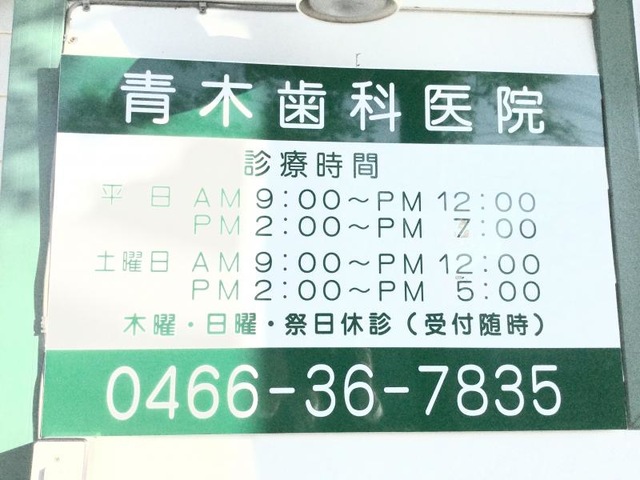 青木歯科医院
診療時間
平日 AM 9:00～PM 12:00
PM 2:00～PM 7:00
土曜日 AM 9:00～PM 12:00
PM 2:00～PM 5:00
木曜・日曜・祭日休診（受付随時）
0466-36-7835